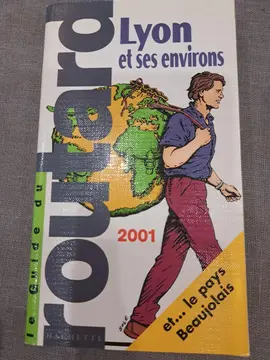 Lyon
et ses environs
le Guide du
routard
2001
et... le pays
Beaujolais
HACHETTE